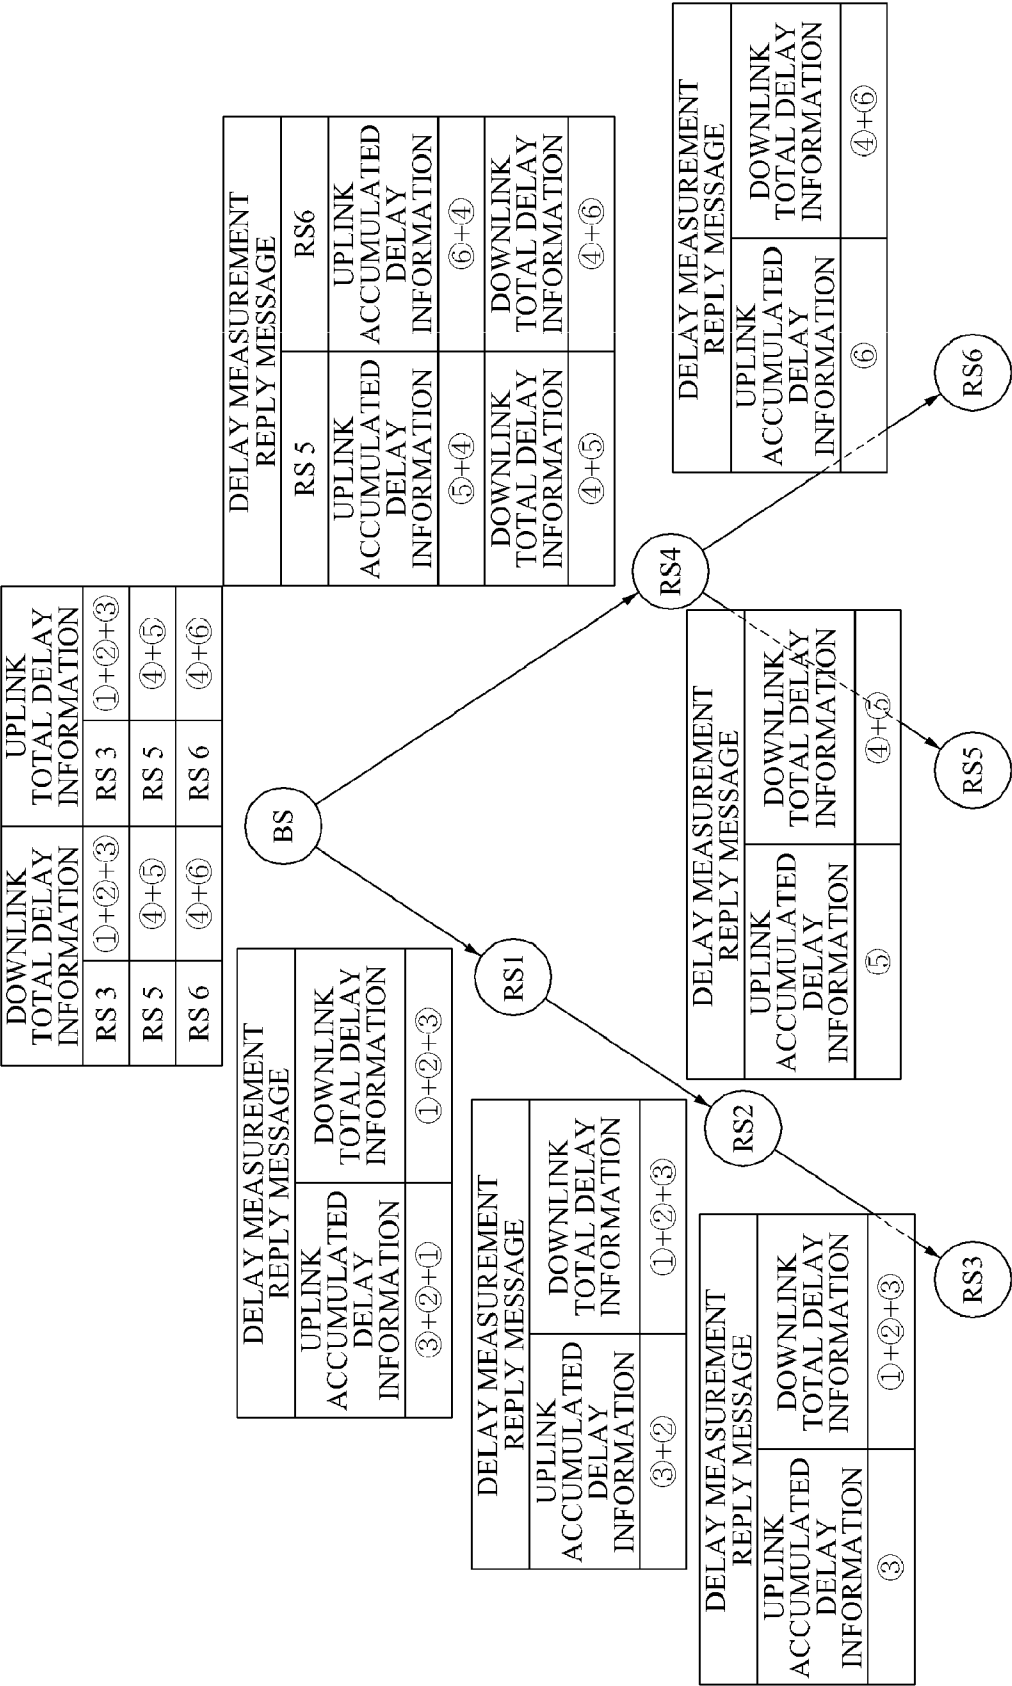 DOWNLINK
TOTAL DELAY
INFORMATION
UPLINK
TOTAL DELAY
INFORMATION
RS 3 ①+②+③ RS 3 ①+②+③
RS 5 ④+⑤ RS 5 ④+⑤
RS 6 ④+⑥ RS 6 ④+⑥
DELAY MEASUREMENT
REPLY MESSAGE
RS 5 RS6
UPLINK
ACCUMULATED
DELAY
INFORMATION
UPLINK
ACCUMULATED
DELAY
INFORMATION
⑤+④ ⑥+④
DOWNLINK
TOTAL DELAY
INFORMATION
DOWNLINK
TOTAL DELAY
INFORMATION
④+⑤ ④+⑥
BS
DELAY MEASUREMENT
REPLY MESSAGE
UPLINK
ACCUMULATED
DELAY
INFORMATION
DOWNLINK
TOTAL DELAY
INFORMATION
③+②+① ①+②+③
RS1
DELAY MEASUREMENT
REPLY MESSAGE
UPLINK
ACCUMULATED
DELAY
INFORMATION
DOWNLINK
TOTAL DELAY
INFORMATION
③+② ①+②+③
RS2
RS4
DELAY MEASUREMENT
REPLY MESSAGE
UPLINK
ACCUMULATED
DELAY
INFORMATION
DOWNLINK
TOTAL DELAY
INFORMATION
③ ①+②+③
RS3
DELAY MEASUREMENT
REPLY MESSAGE
UPLINK
ACCUMULATED
DELAY
INFORMATION
DOWNLINK
TOTAL DELAY
INFORMATION
⑤ ④+⑤
RS5
DELAY MEASUREMENT
REPLY MESSAGE
UPLINK
ACCUMULATED
DELAY
INFORMATION
DOWNLINK
TOTAL DELAY
INFORMATION
⑥ ④+⑥
RS6